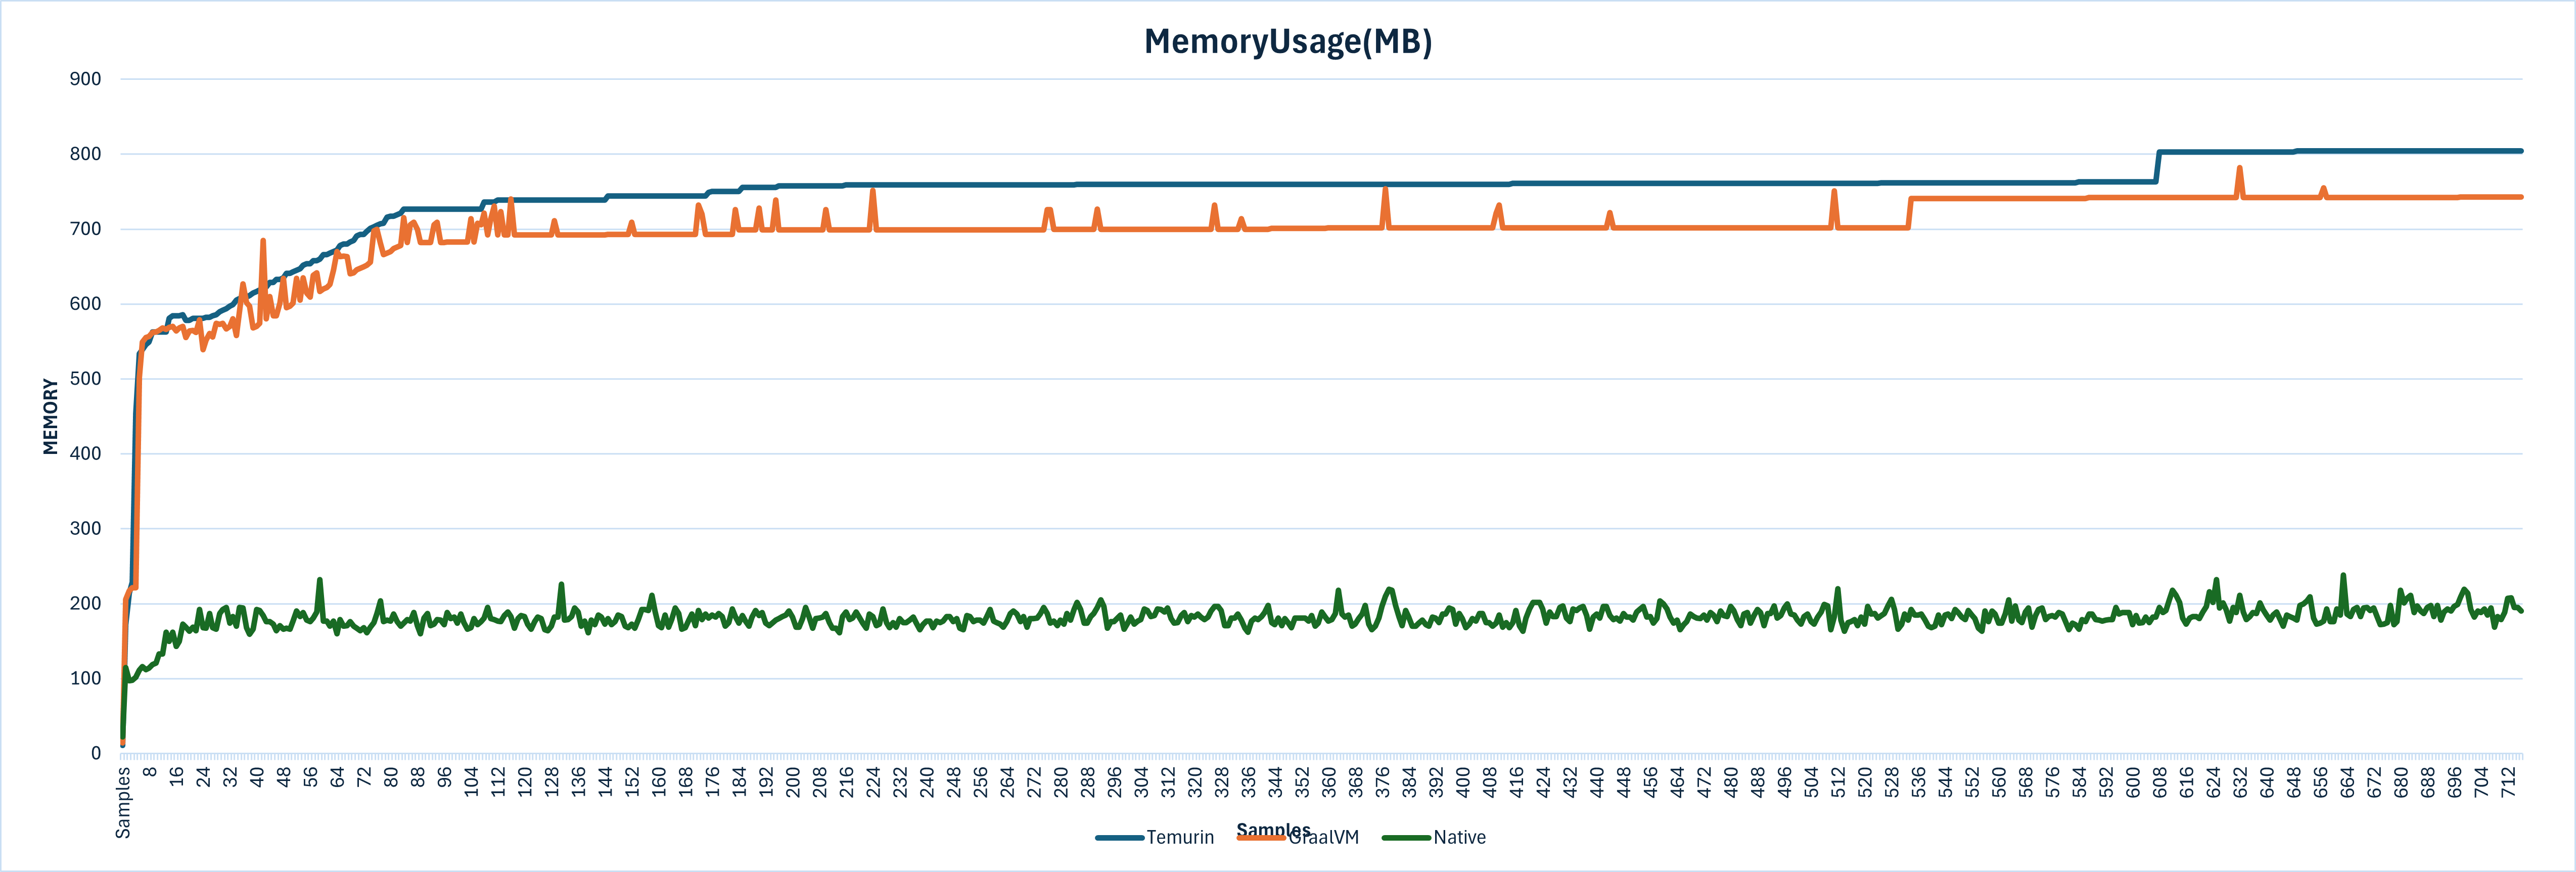 MemoryUsage(MB)
900
800
700
600
500
400
300
200
100
0
MEMORY
Samples 8 16 24 32 40 48 56 64 72 80 88 96 104 112 120 128 136 144 152 160 168 176 184 192 200 208 216 224 232 240 248 256 264 272 280 288 296 304 312 320 328 336 344 352 360 368 376 384 392 400 408 416 424 432 440 448 456 464 472 480 488 496 504 512 520 528 536 544 552 560 568 576 584 592 600 608 616 624 632 640 648 656 664 672 680 688 696 704 712
Samples
Temurin GraalVM Native